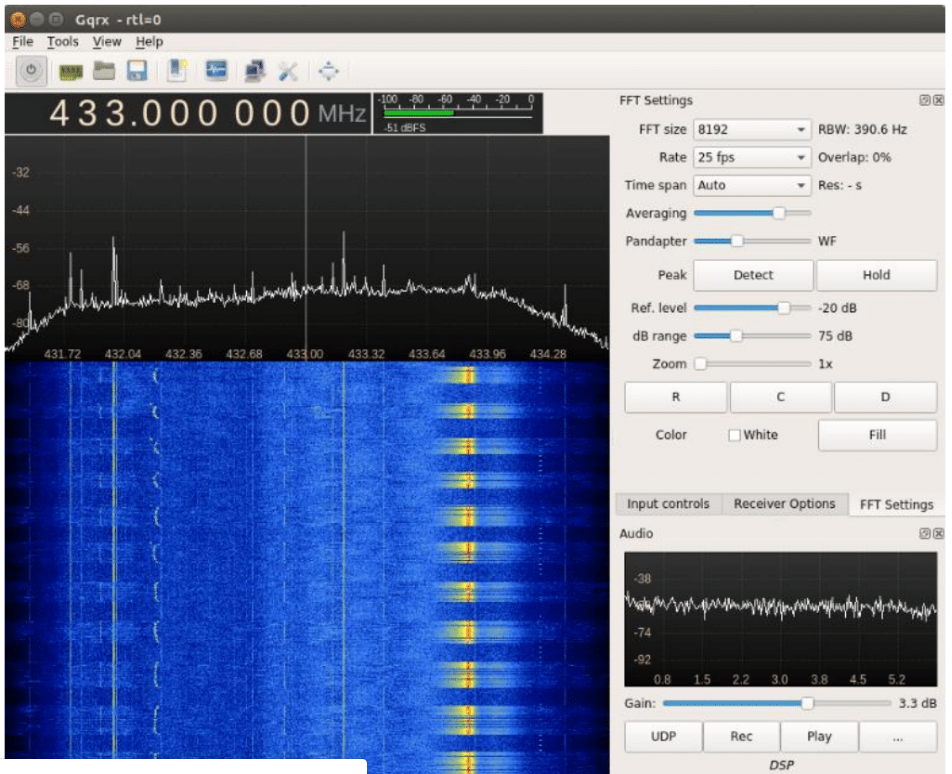 Gqrx - rtl=0
File Tools View Help
433.000 000 MHz
-100 -80 -60 -40 -20 0
-51 dBFS
-32
-44
-56
-68
-80
431.72 432.04 432.36 432.68 433.00 433.32 433.64 433.96 434.28
FFT Settings
FFT size 8192 RBW: 390.6 Hz
Rate 25 fps Overlap: 0%
Time span Auto Res: - s
Averaging
Pandapter WF
Peak Detect Hold
Ref. level -20 dB
dB range 75 dB
Zoom 1x
R C D
Color White Fill
Input controls Receiver Options FFT Settings
Audio
-38
-74
-92
0.8 1.5 2.2 3.0 3.8 4.5 5.2
Gain: 3.3 dB
UDP Rec Play ...
DSP